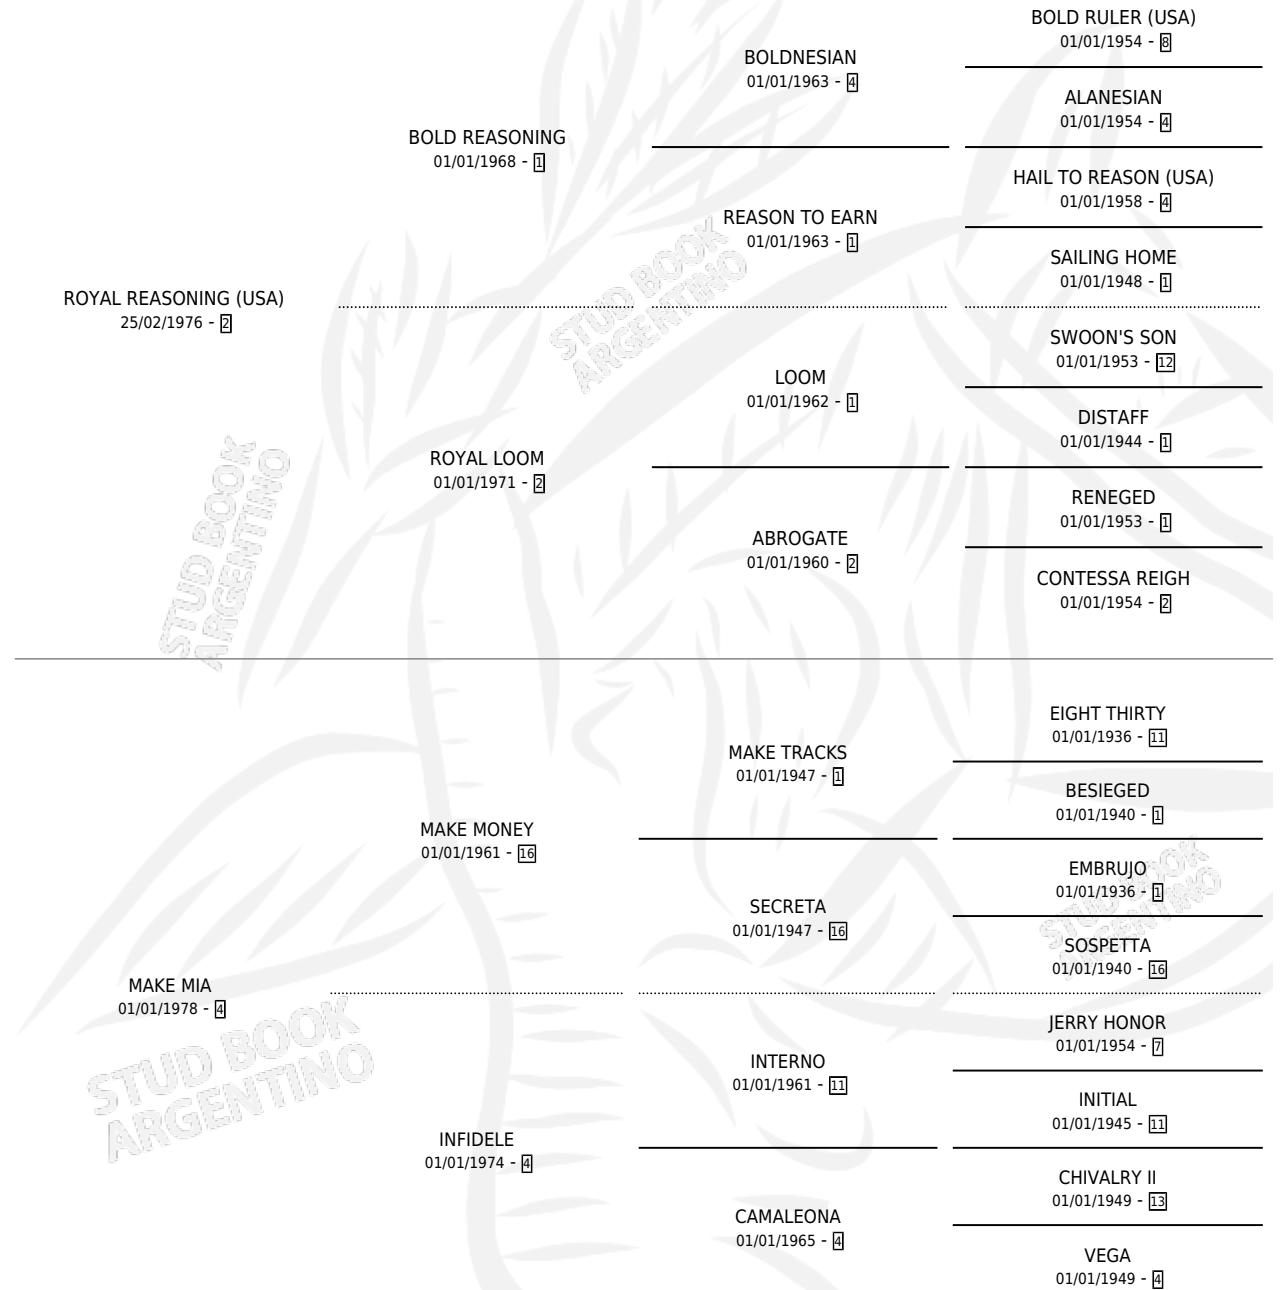 BOLD RULER (USA)
01/01/1954 - 8
BOLDNESIAN
01/01/1963 - 4
ALANESIAN
01/01/1954 - 4
BOLD REASONING
01/01/1968 - 1
HAIL TO REASON (USA)
01/01/1958 - 4
REASON TO EARN
01/01/1963 - 1
SAILING HOME
01/01/1948 - 1
ROYAL REASONING (USA)
25/02/1976 - 2
STUD BOOK
ARGENTINO
SWOON'S SON
01/01/1953 - 12
LOOM
01/01/1962 - 1
DISTAFF
01/01/1944 - 1
ROYAL LOOM
01/01/1971 - 2
RENEGED
01/01/1953 - 1
ABROGATE
01/01/1960 - 2
CONTESSA REIGH
01/01/1954 - 2
STUD BOOK
ARGENTINO
EIGHT THIRTY
01/01/1936 - 11
MAKE TRACKS
01/01/1947 - 1
BESIEGED
01/01/1940 - 1
MAKE MONEY
01/01/1961 - 16
EMBRUJO
01/01/1936 - 1
SECRETA
01/01/1947 - 16
SOSPETTA
01/01/1940 - 16
STUD BOOK
ARGENTINO
MAKE MIA
01/01/1978 - 4
JERRY HONOR
01/01/1954 - 7
INTERNO
01/01/1961 - 11
INITIAL
01/01/1945 - 11
STUD BOOK
ARGENTINO
INFIDELE
01/01/1974 - 4
CHIVALRY II
01/01/1949 - 13
CAMALEONA
01/01/1965 - 4
VEGA
01/01/1949 - 4